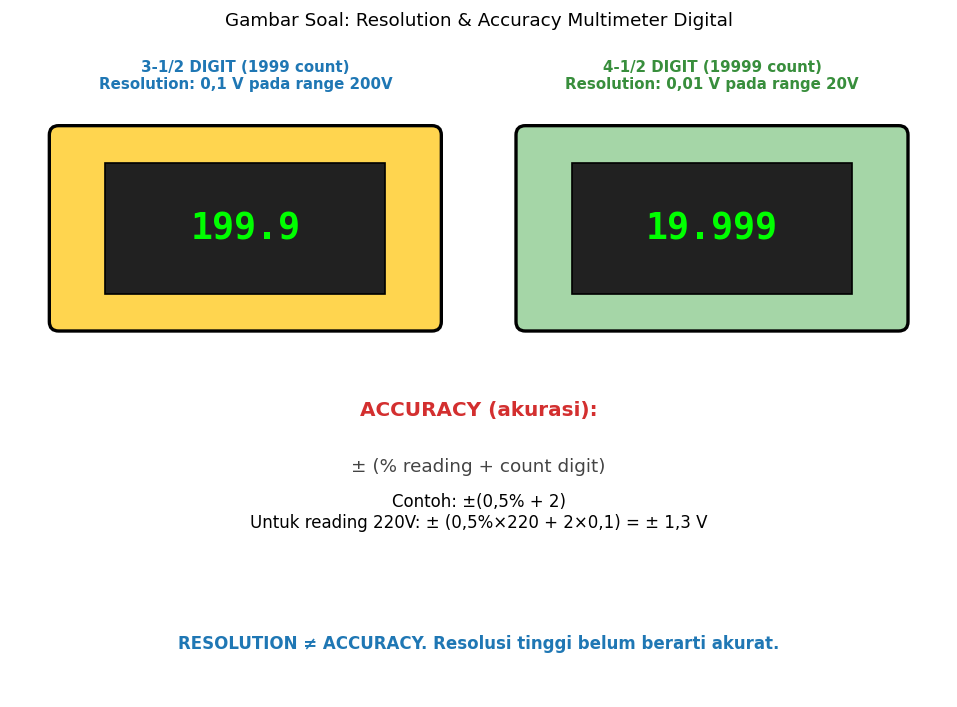 Gambar Soal: Resolution & Accuracy Multimeter Digital
3-1/2 DIGIT (1999 count)
Resolution: 0,1 V pada range 200V
4-1/2 DIGIT (19999 count)
Resolution: 0,01 V pada range 20V
199.9
19.999
ACCURACY (akurasi):
± (% reading + count digit)
Contoh: ±(0,5% + 2)
Untuk reading 220V: ± (0,5%×220 + 2×0,1) = ± 1,3 V
RESOLUTION ≠ ACCURACY. Resolusi tinggi belum berarti akurat.